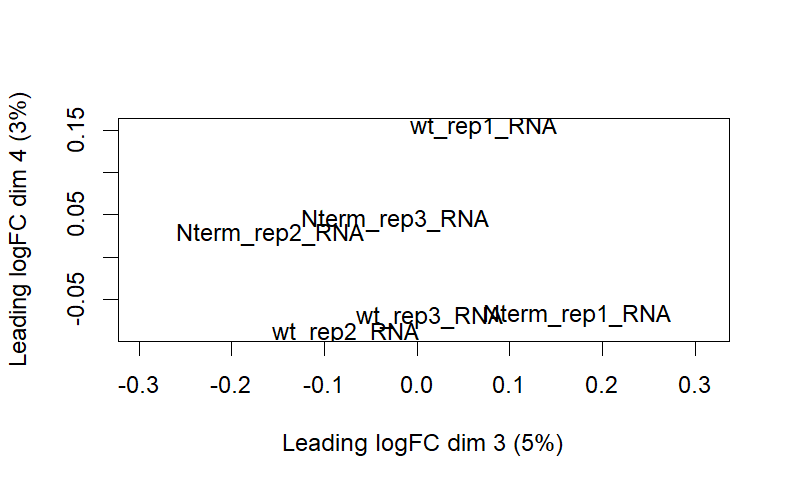 wt_rep1_RNA
Nterm_rep3_RNA
Nterm_rep2_RNA
wt_rep3_RNA
Nterm_rep1_RNA
wt_rep2_RNA
0.15
0.05
-0.05
Leading logFC dim 4 (3%)
-0.3 -0.2 -0.1 0.0 0.1 0.2 0.3
Leading logFC dim 3 (5%)